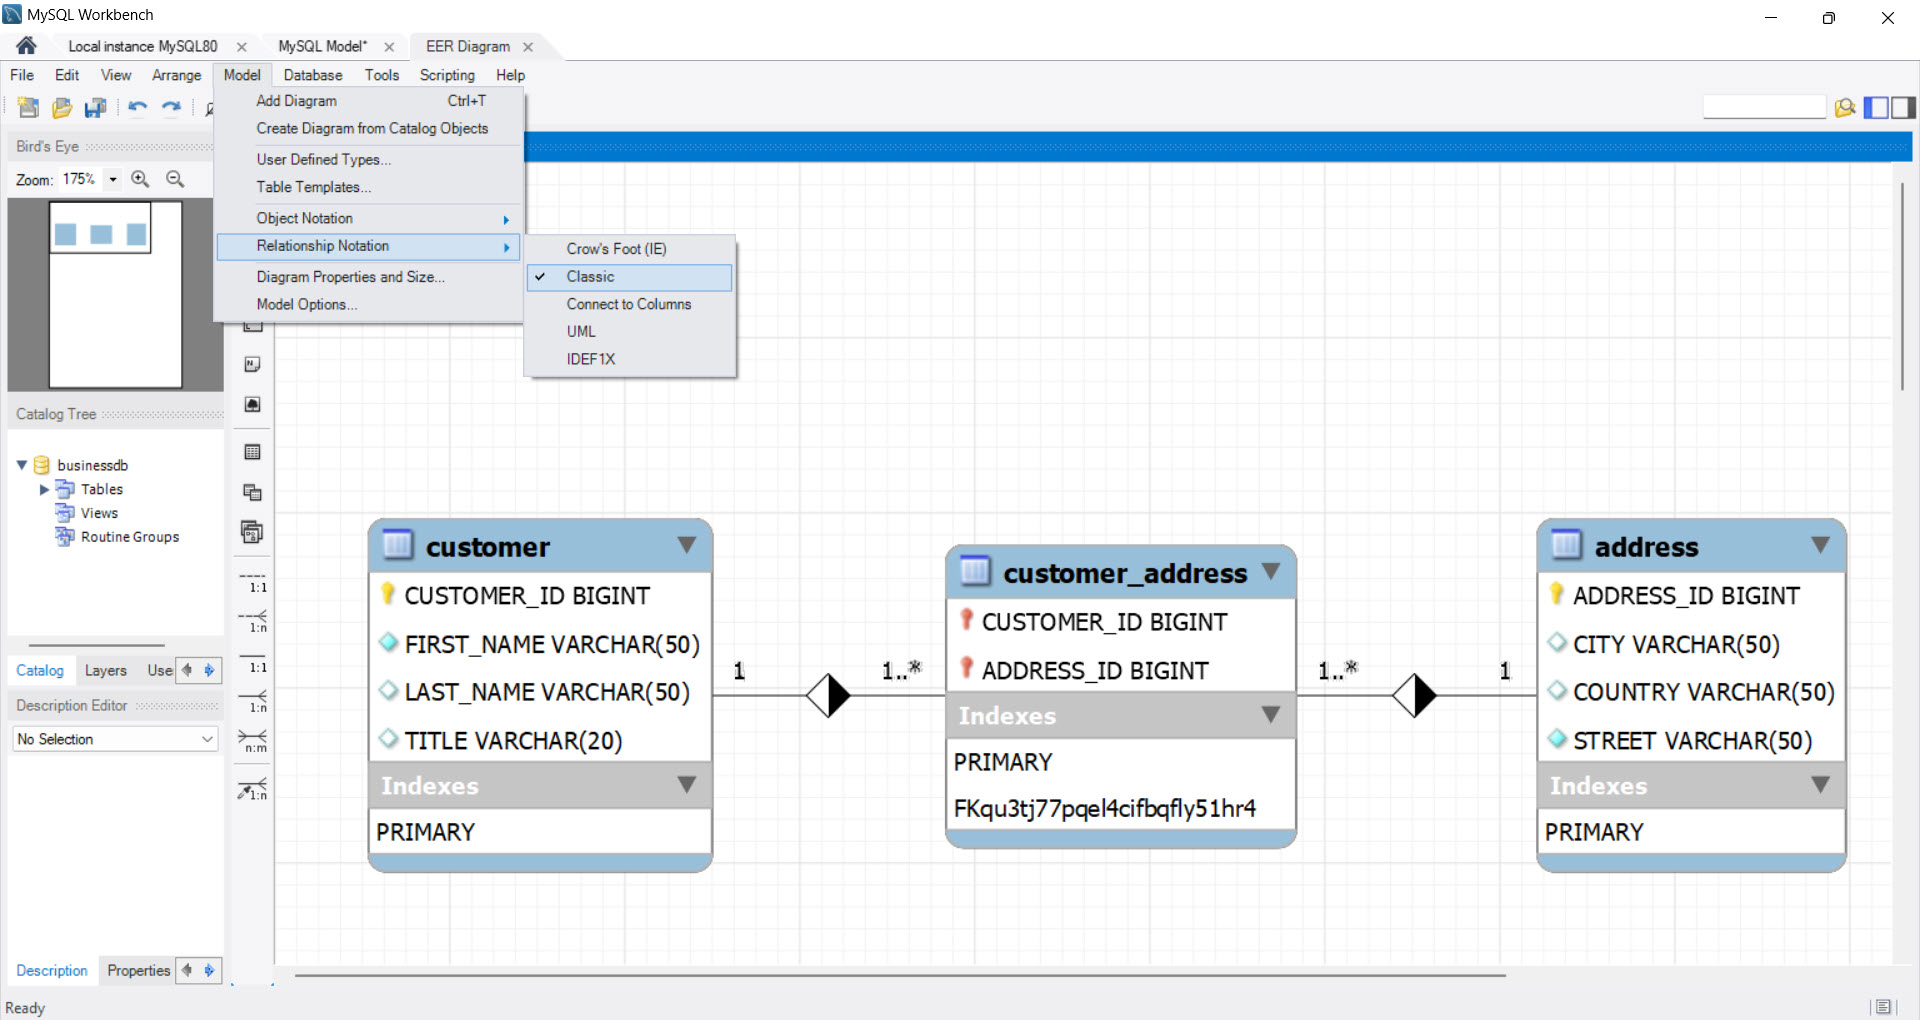 MySQL Workbench
Local instance MySQL80
MySQL Model*
EER Diagram
File Edit View Arrange Model Database Tools Scripting Help
Add Diagram Ctrl+T
Create Diagram from Catalog Objects
User Defined Types...
Table Templates...
Object Notation
Relationship Notation
Diagram Properties and Size...
Model Options...
Crow's Foot (IE)
Classic
Connect to Columns
UML
IDEF1X
Bird's Eye
Zoom: 175%
Catalog Tree
businessdb
Tables
Views
Routine Groups
Catalog Layers Use
Description Editor
No Selection
Description Properties
Ready
1:1
1:n
1:1
1:n
n:m
1:n
customer
CUSTOMER_ID BIGINT
FIRST_NAME VARCHAR(50)
LAST_NAME VARCHAR(50)
TITLE VARCHAR(20)
Indexes
PRIMARY
1
1..*
customer_address
CUSTOMER_ID BIGINT
ADDRESS_ID BIGINT
Indexes
PRIMARY
FKqu3tj77pqel4cifbqfly51hr4
1..*
1
address
ADDRESS_ID BIGINT
CITY VARCHAR(50)
COUNTRY VARCHAR(50)
STREET VARCHAR(50)
Indexes
PRIMARY